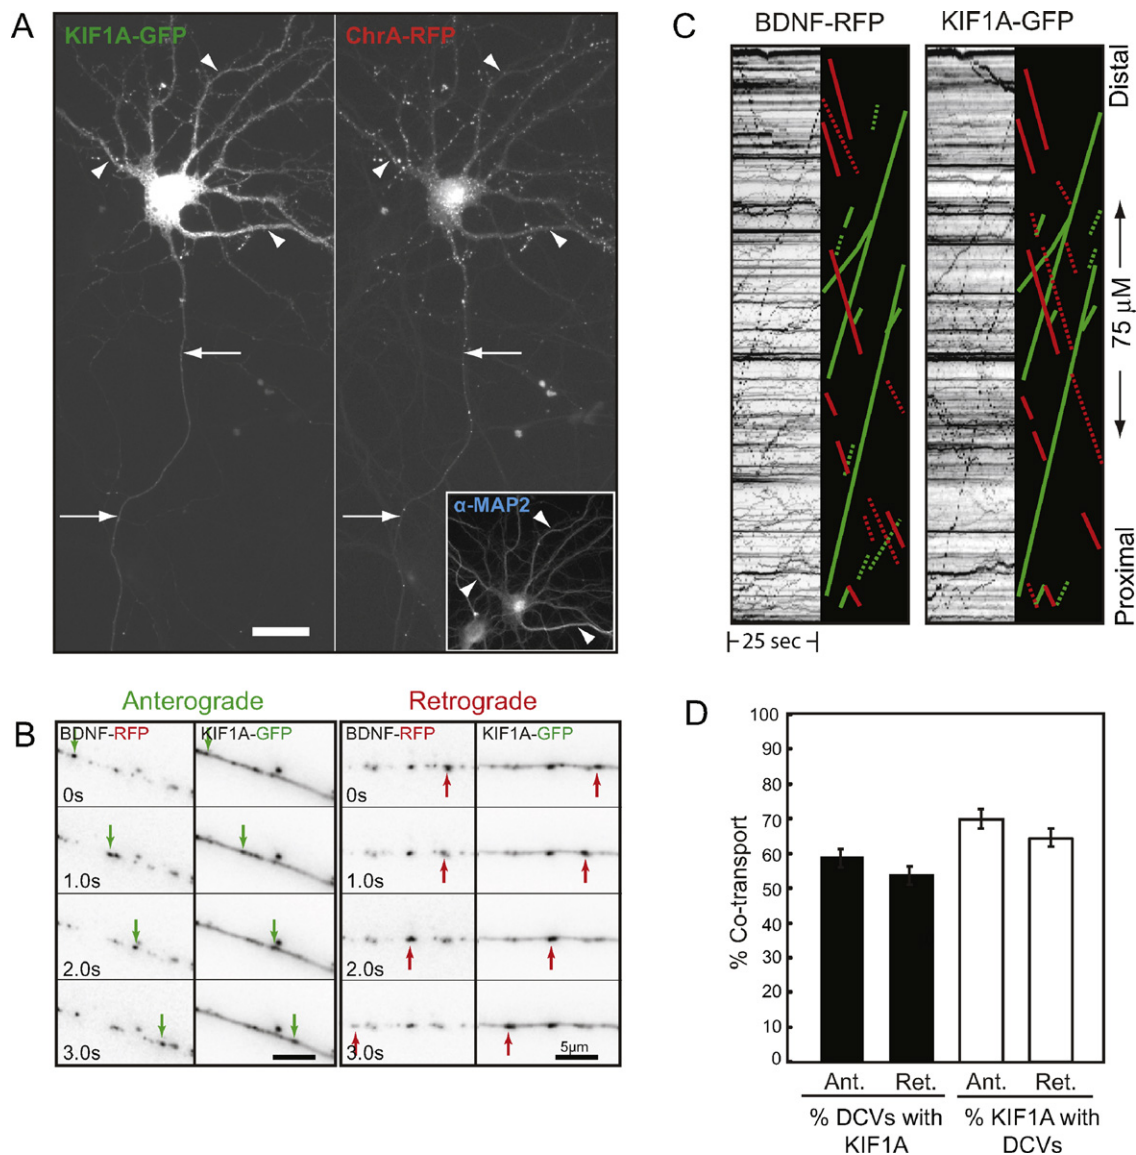 A
KIF1A-GFP
ChrA-RFP
α-MAP2
B
Anterograde
Retrograde
BDNF-RFP
KIF1A-GFP
BDNF-RFP
KIF1A-GFP
0s
0s
1.0s
1.0s
2.0s
2.0s
3.0s
3.0s
5µm
C
BDNF-RFP
KIF1A-GFP
Distal
75 µM
Proximal
25 sec
D
% Co-transport
100
90
80
70
60
50
40
30
20
10
0
Ant.
Ret.
Ant.
Ret.
% DCVs with
KIF1A
% KIF1A with
DCVs